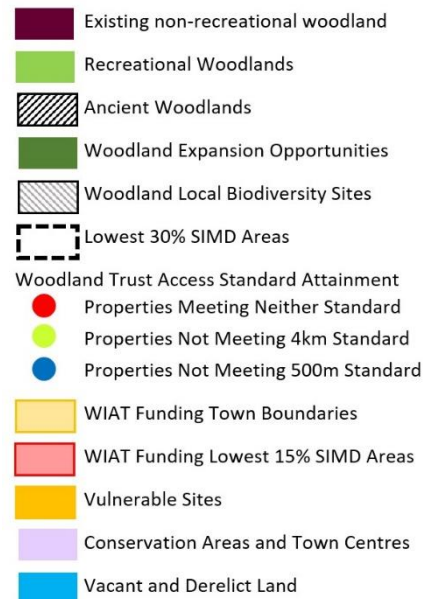 Existing non-recreational woodland
Recreational Woodlands
Ancient Woodlands
Woodland Expansion Opportunities
Woodland Local Biodiversity Sites
Lowest 30% SIMD Areas
Woodland Trust Access Standard Attainment
Properties Meeting Neither Standard
Properties Not Meeting 4km Standard
Properties Not Meeting 500m Standard
WIAT Funding Town Boundaries
WIAT Funding Lowest 15% SIMD Areas
Vulnerable Sites
Conservation Areas and Town Centres
Vacant and Derelict Land